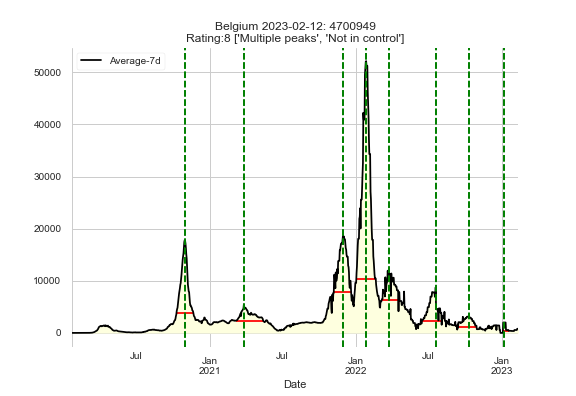 Belgium 2023-02-12: 4700949
Rating:8 ['Multiple peaks', 'Not in control']
Average-7d
50000
40000
30000
20000
10000
0
Jul
Jan
2021
Jul
Jan
2022
Jul
Jan
2023
Date